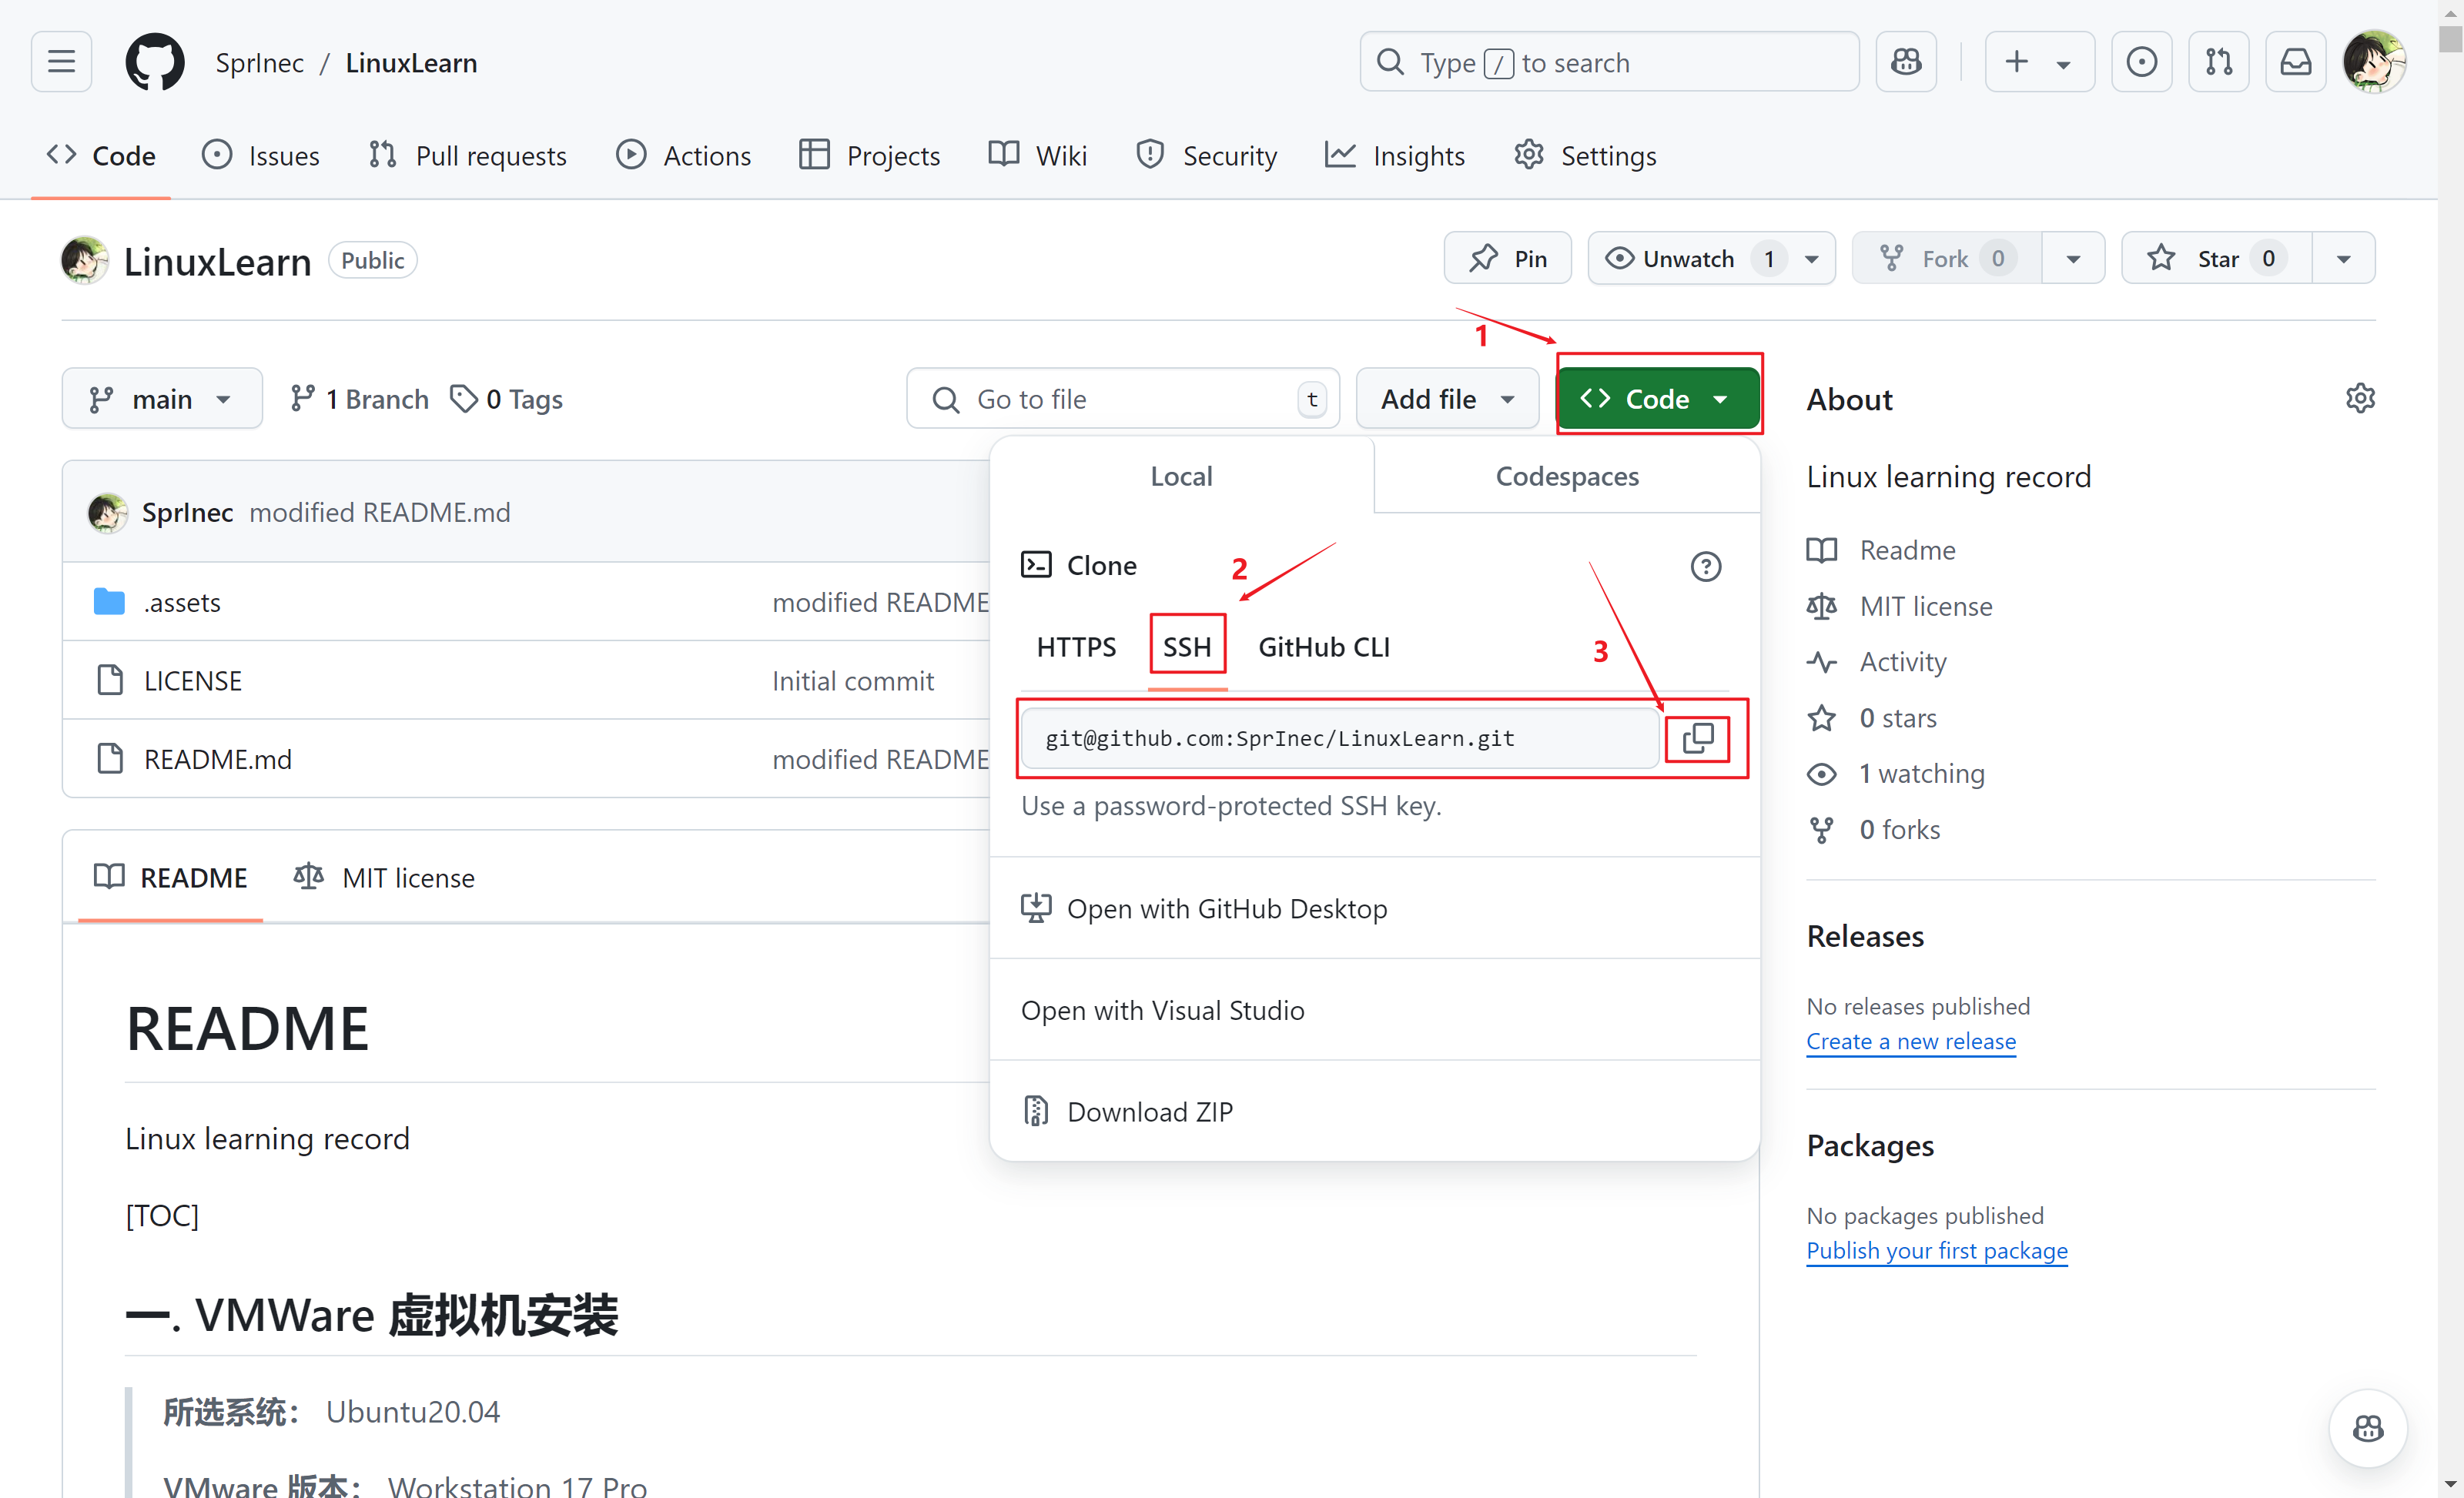 SprInec / LinuxLearn
Type / to search
Code Issues Pull requests Actions Projects Wiki Security Insights Settings
LinuxLearn Public
Pin Unwatch 1 Fork 0 Star 0
1
main 1 Branch 0 Tags
Go to file t
Add file
Code
Local Codespaces
Clone
2
HTTPS SSH GitHub CLI
3
git@github.com:SprInec/LinuxLearn.git
Use a password-protected SSH key.
Open with GitHub Desktop
Open with Visual Studio
Download ZIP
SprInec modified README.md
.assets modified README
LICENSE Initial commit
README.md modified README
README MIT license
README
Linux learning record
[TOC]
一. VMWare 虚拟机安装
所选系统： Ubuntu20.04
VMware 版本： Workstation 17 Pro
About
Linux learning record
Readme
MIT license
Activity
0 stars
1 watching
0 forks
Releases
No releases published
Create a new release
Packages
No packages published
Publish your first package